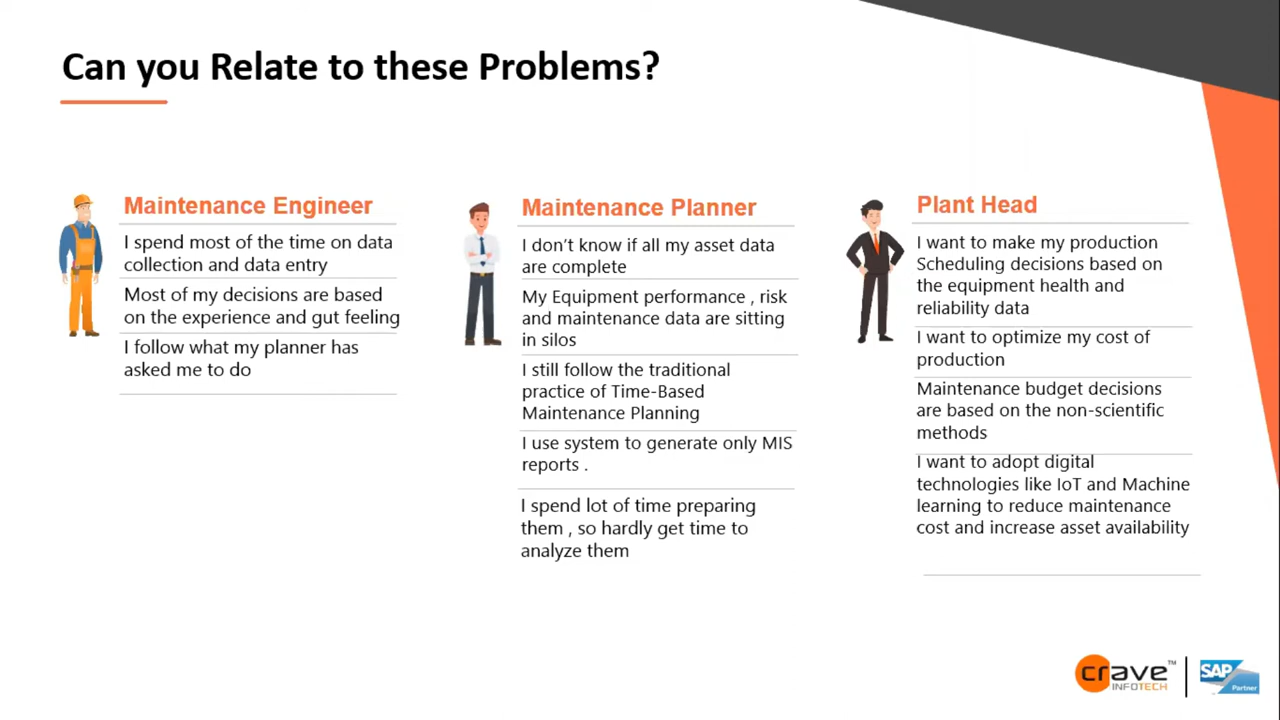 Can you Relate to these Problems?
Maintenance Engineer
I spend most of the time on data
collection and data entry
Most of my decisions are based
on the experience and gut feeling
I follow what my planner has
asked me to do
Maintenance Planner
I don’t know if all my asset data
are complete
My Equipment performance , risk
and maintenance data are sitting
in silos
I still follow the traditional
practice of Time-Based
Maintenance Planning
I use system to generate only MIS
reports .
I spend lot of time preparing
them , so hardly get time to
analyze them
Plant Head
I want to make my production
Scheduling decisions based on
the equipment health and
reliability data
I want to optimize my cost of
production
Maintenance budget decisions
are based on the non-scientific
methods
I want to adopt digital
technologies like IoT and Machine
learning to reduce maintenance
cost and increase asset availability
crave™
INFOTECH
SAP
Partner